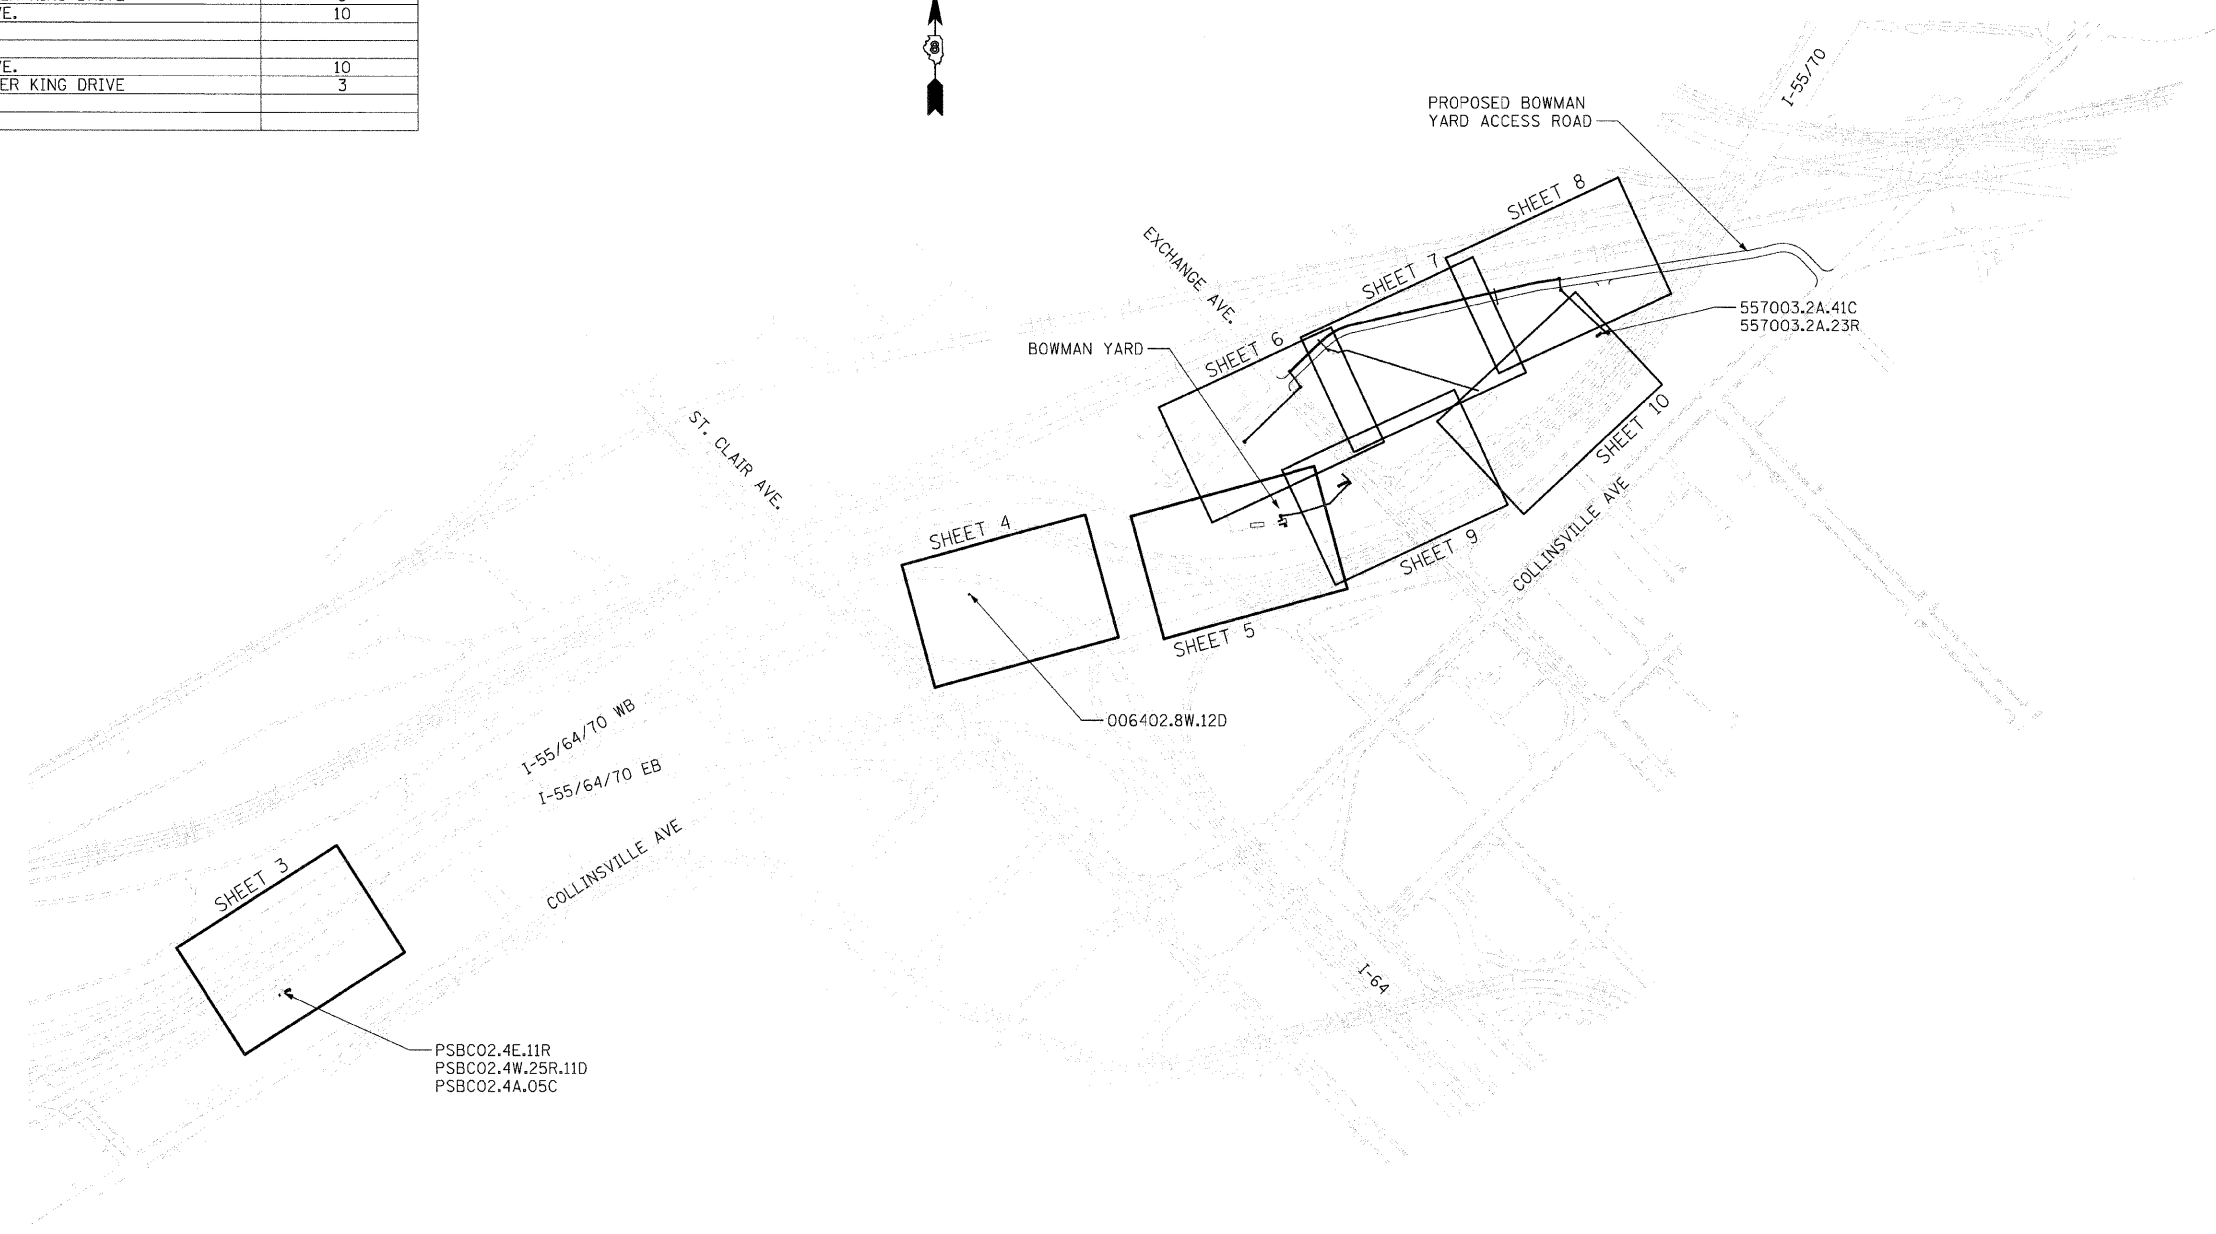 VE. 10
VE. 10
ER KING DRIVE 3
8
I-55/70
PROPOSED BOWMAN
YARD ACCESS ROAD
SHEET 8
EXCHANGE AVE.
SHEET 7
557003.2A.41C
557003.2A.23R
SHEET 6
BOWMAN YARD
ST. CLAIR AVE.
SHEET 10
SHEET 4
COLLINSVILLE AVE
SHEET 9
SHEET 5
006402.8W.12D
I-55/64/70 WB
I-55/64/70 EB
COLLINSVILLE AVE
SHEET 3
I-64
PSBC02.4E.11R
PSBC02.4W.25R.11D
PSBC02.4A.05C